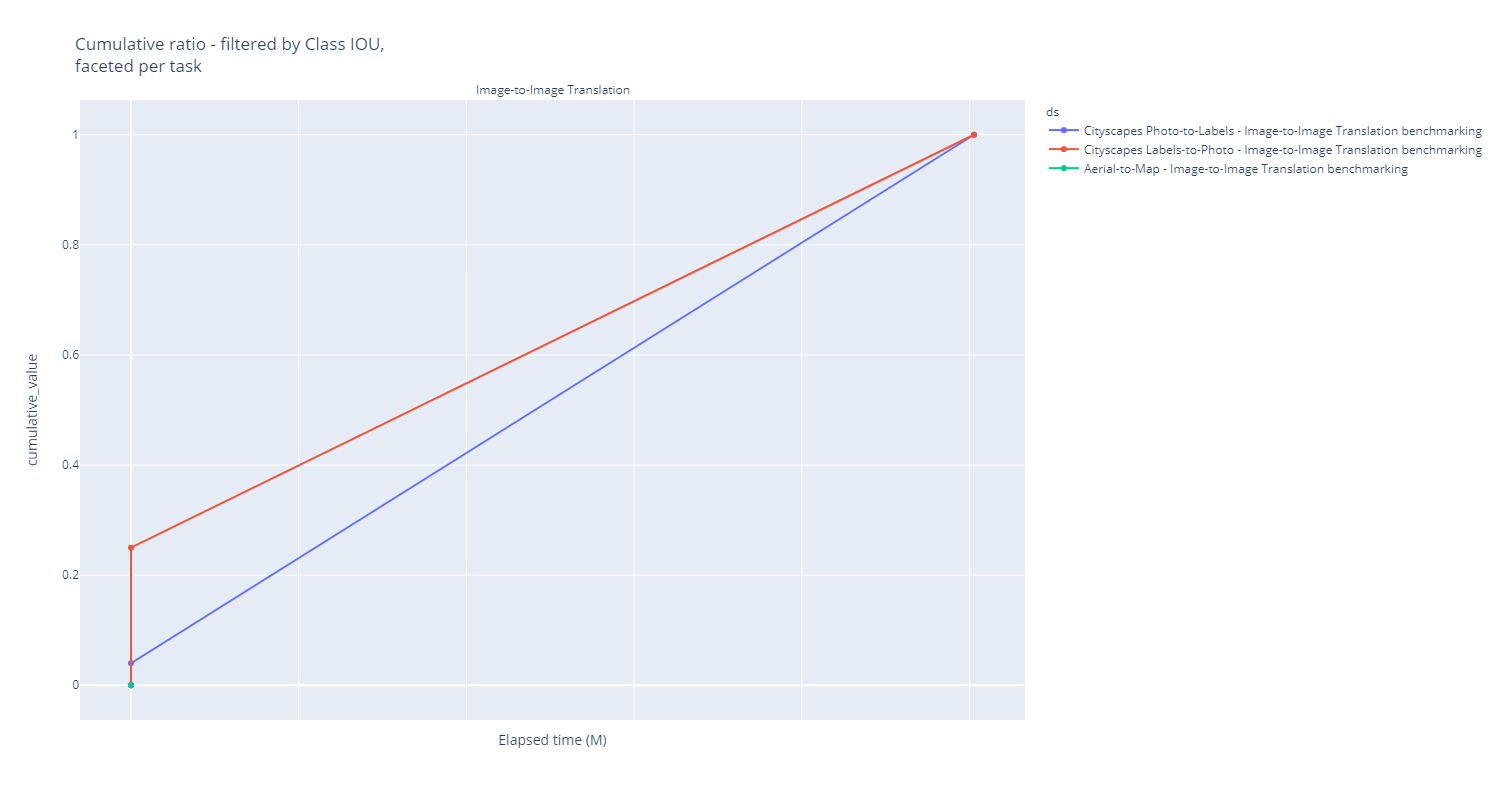 Cumulative ratio - filtered by Class IOU,
faceted per task
Image-to-Image Translation
ds
Cityscapes Photo-to-Labels - Image-to-Image Translation benchmarking
Cityscapes Labels-to-Photo - Image-to-Image Translation benchmarking
Aerial-to-Map - Image-to-Image Translation benchmarking
1
0.8
0.6
0.4
0.2
0
cumulative_value
Elapsed time (M)